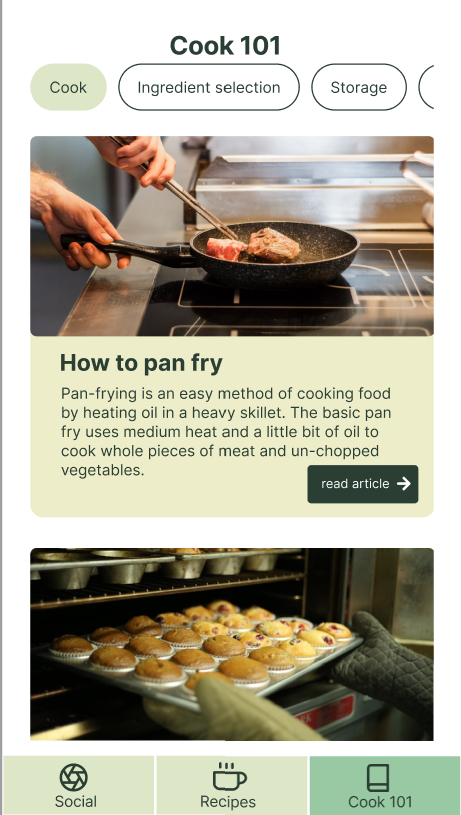 Cook 101
Cook
Ingredient selection
Storage
How to pan fry
Pan-frying is an easy method of cooking food
by heating oil in a heavy skillet. The basic pan
fry uses medium heat and a little bit of oil to
cook whole pieces of meat and un-chopped
vegetables.
read article
Social
Recipes
Cook 101